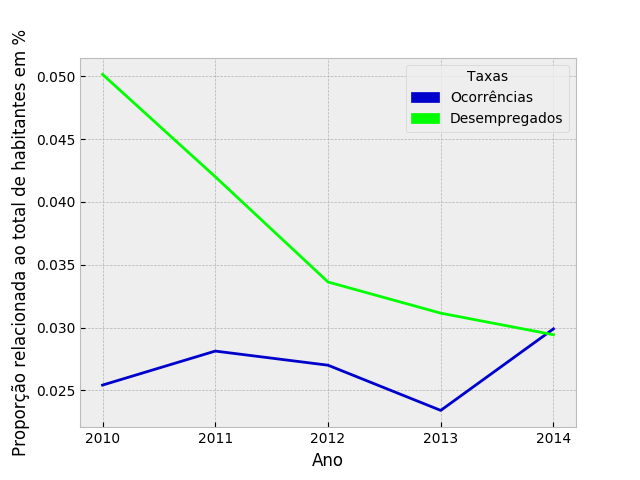 Proporção relacionada ao total de habitantes em %
0.050
0.045
0.040
0.035
0.030
0.025
Taxas
Ocorrências
Desempregados
2010 2011 2012 2013 2014
Ano